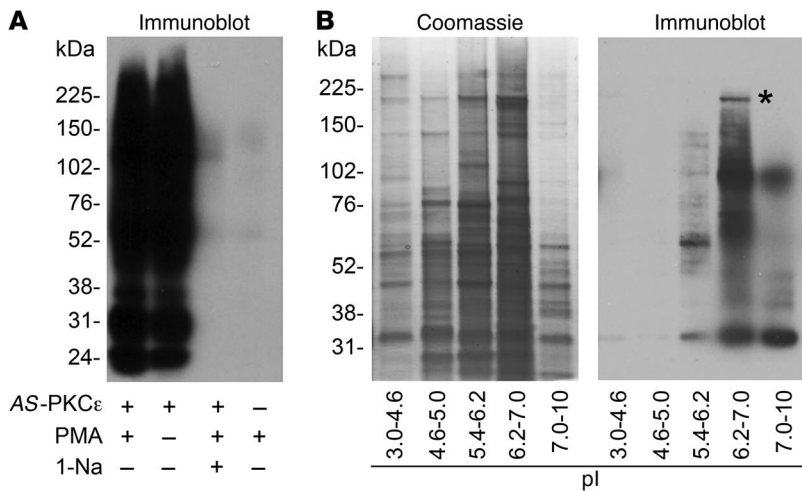 A
Immunoblot
kDa
225-
150-
102-
76-
52-
38-
31-
24-
AS-PKCε + + + –
PMA + – + +
1-Na – – + –
B
Coomassie
Immunoblot
kDa
225-
150-
102-
76-
52-
38-
31-
*
3.0-4.6
4.6-5.0
5.4-6.2
6.2-7.0
7.0-10
3.0-4.6
4.6-5.0
5.4-6.2
6.2-7.0
7.0-10
pI